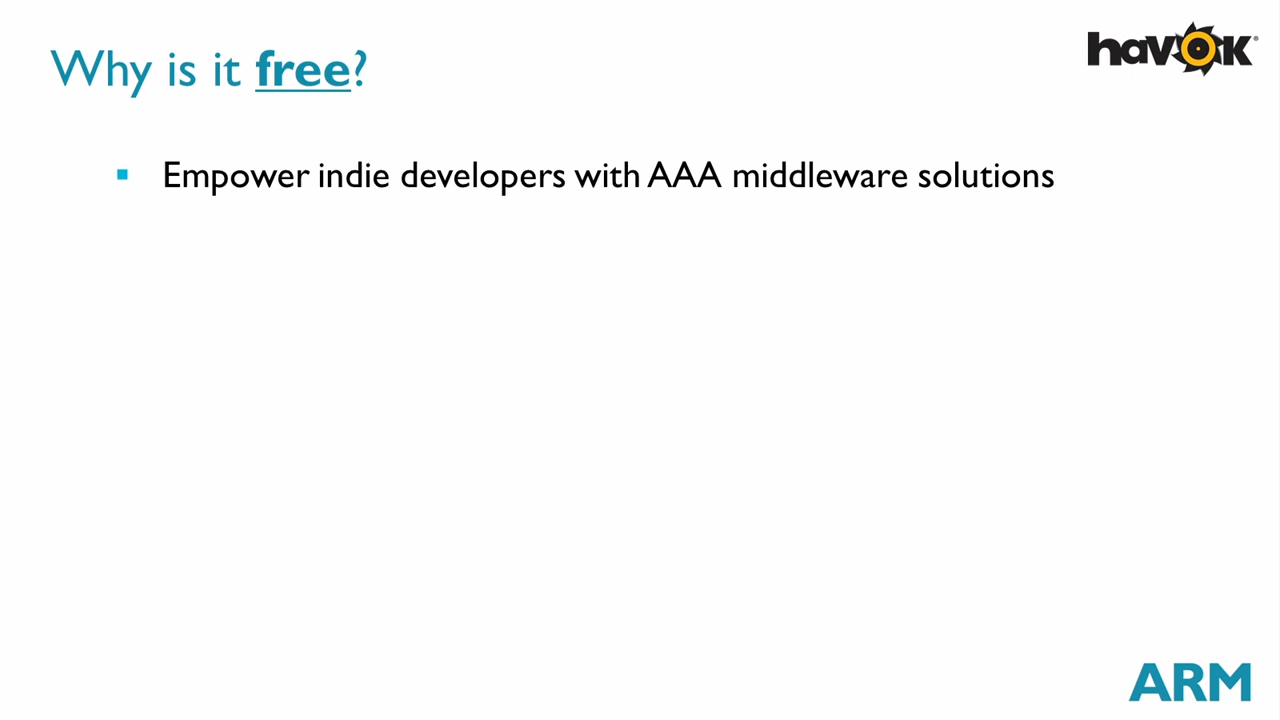 Why is it free?
havok
Empower indie developers with AAA middleware solutions
ARM